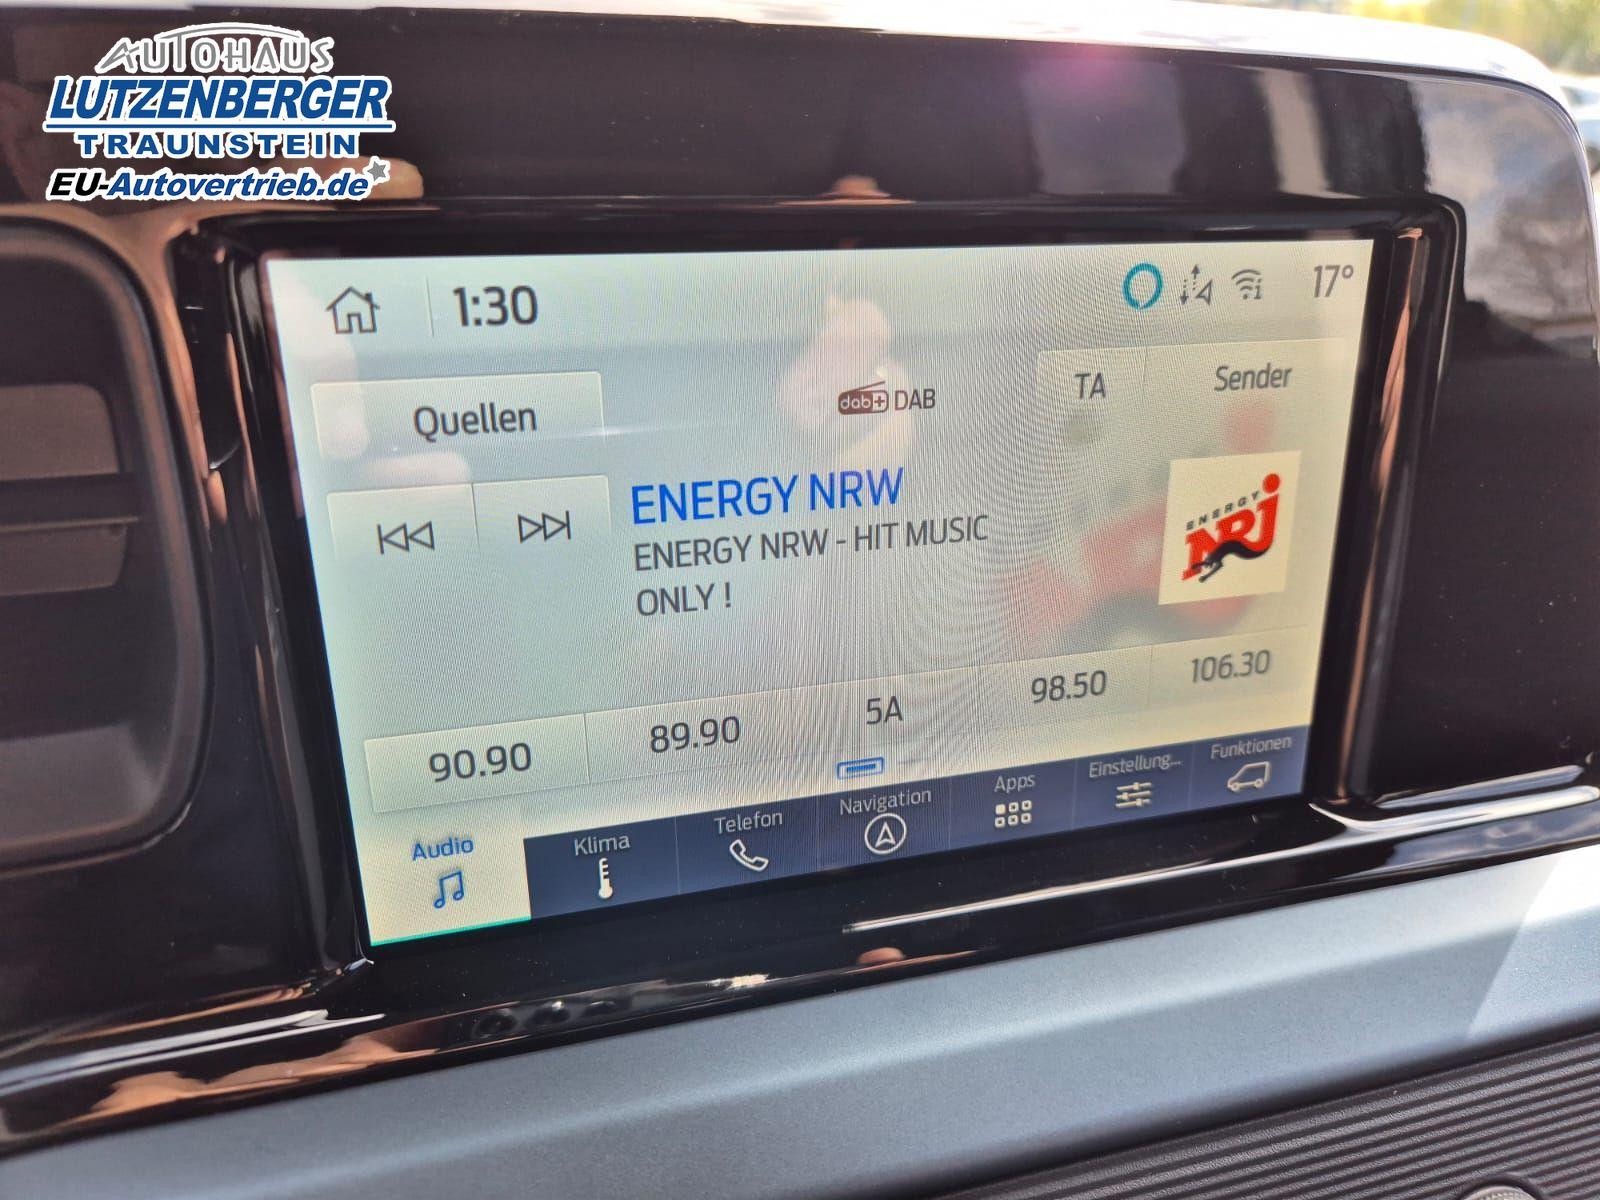 AUTOHAUS
LUTZENBERGER
TRAUNSTEIN
EU-Autovertrieb.de
1:30
17°
Quellen
dab+ DAB
TA
Sender
ENERGY NRW
ENERGY NRW - HIT MUSIC
ONLY !
ENERGY
NRJ
90.90
89.90
5A
98.50
106.30
Audio
Klima
Telefon
Navigation
Apps
Einstellung...
Funktionen